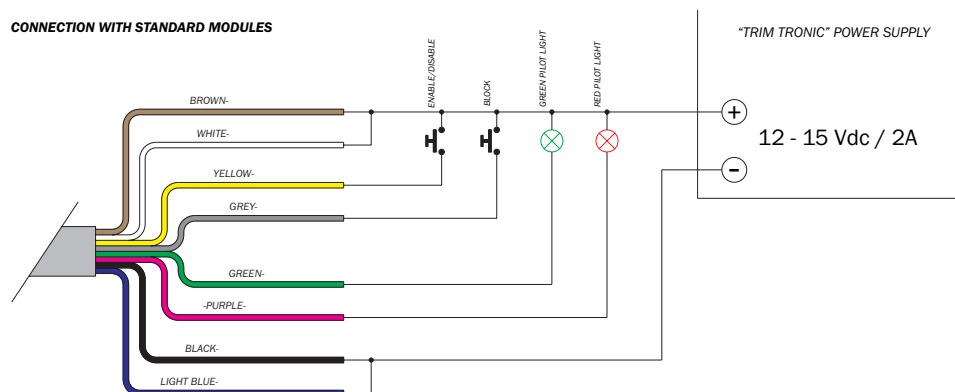 CONNECTION WITH STANDARD MODULES
"TRIM TRONIC" POWER SUPPLY
ENABLE/DISABLE
BLOCK
GREEN PILOT LIGHT
RED PILOT LIGHT
BROWN-
+
WHITE-
12 - 15 Vdc / 2A
YELLOW-
-
GREY-
GREEN-
-PURPLE-
BLACK-
LIGHT BLUE-